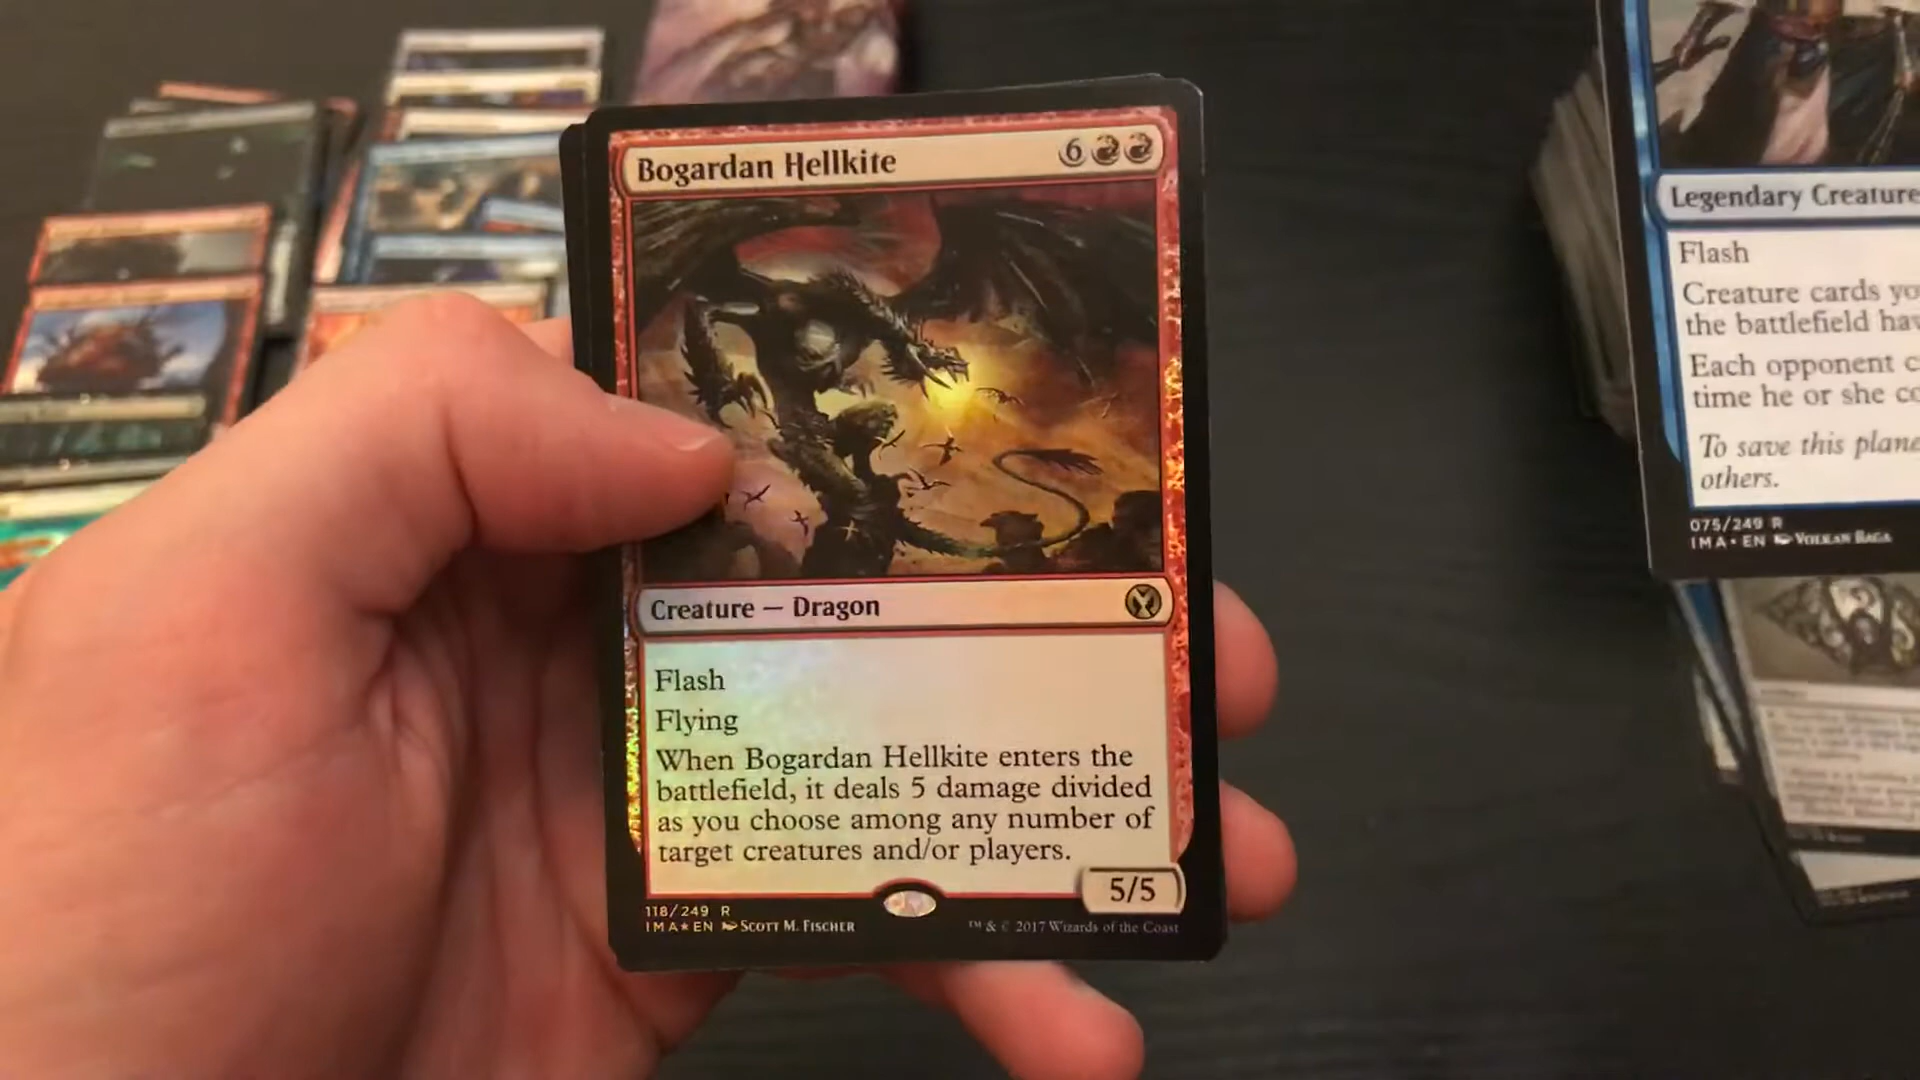 Bogardan Hellkite 6
Creature — Dragon
Flash
Flying
When Bogardan Hellkite enters the
battlefield, it deals 5 damage divided
as you choose among any number of
target creatures and/or players.
5/5
118/249 R
IMA★EN Scott M. Fischer
™ & © 2017 Wizards of the Coast
Legendary Creature
Flash
Creature cards yo
the battlefield hav
Each opponent c
time he or she co
To save this plane
others.
075/249 R
IMA•EN Volkan Baga